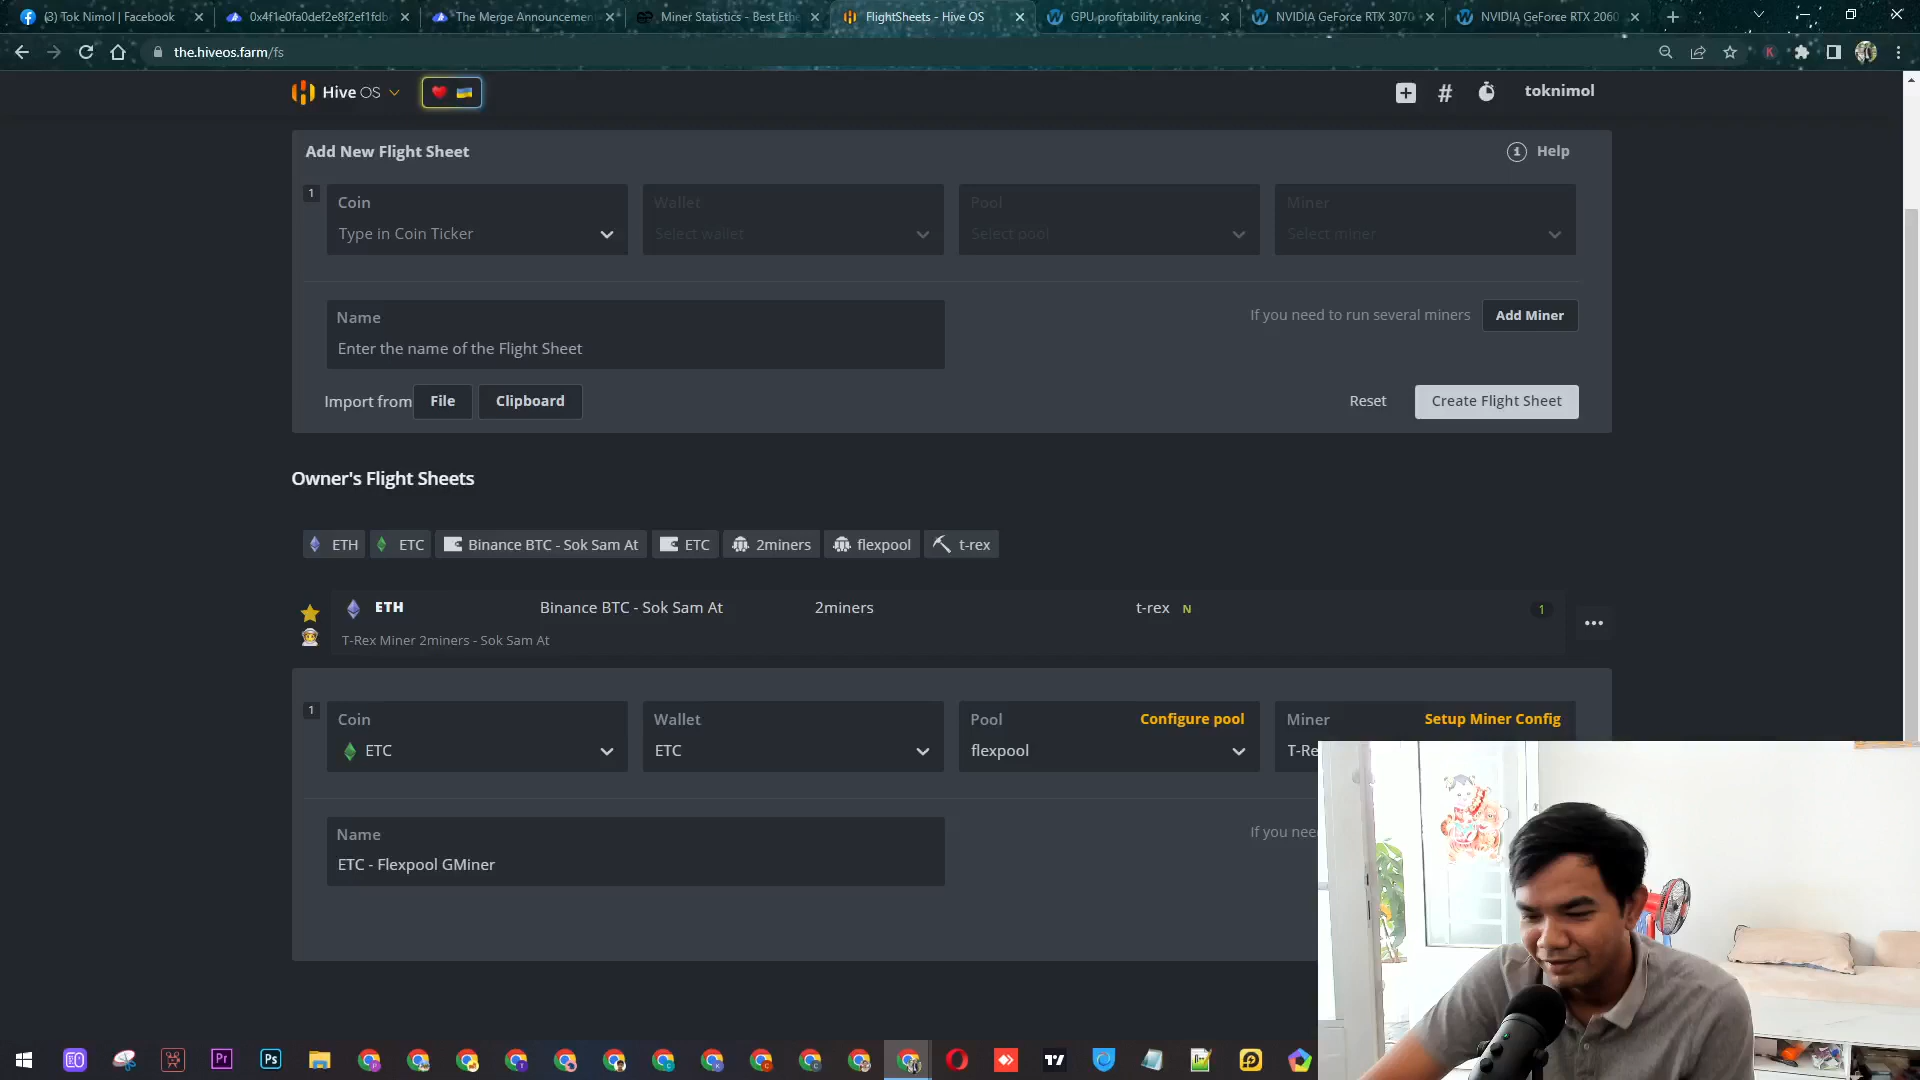 (3) Tok Nimol | Facebook
0x4f1e0fa0def2e8f2ef1fdb
The Merge Announcemen
Miner Statistics - Best Eth
FlightSheets - Hive OS
GPU profitability ranking
NVIDIA GeForce RTX 3070
NVIDIA GeForce RTX 2060
the.hiveos.farm/fs
Hive OS
toknimol
Add New Flight Sheet
Help
1
Coin
Type in Coin Ticker
Wallet
Select wallet
Pool
Select pool
Miner
Select miner
Name
Enter the name of the Flight Sheet
If you need to run several miners
Add Miner
Import from
File
Clipboard
Reset
Create Flight Sheet
Owner's Flight Sheets
ETH
ETC
Binance BTC - Sok Sam At
ETC
2miners
flexpool
t-rex
ETH
Binance BTC - Sok Sam At
2miners
t-rex N
1
T-Rex Miner 2miners - Sok Sam At
1
Coin
ETC
Wallet
ETC
Pool
Configure pool
flexpool
Miner
Setup Miner Config
T-Re
Name
ETC - Flexpool GMiner
If you nee
Pr
Ps